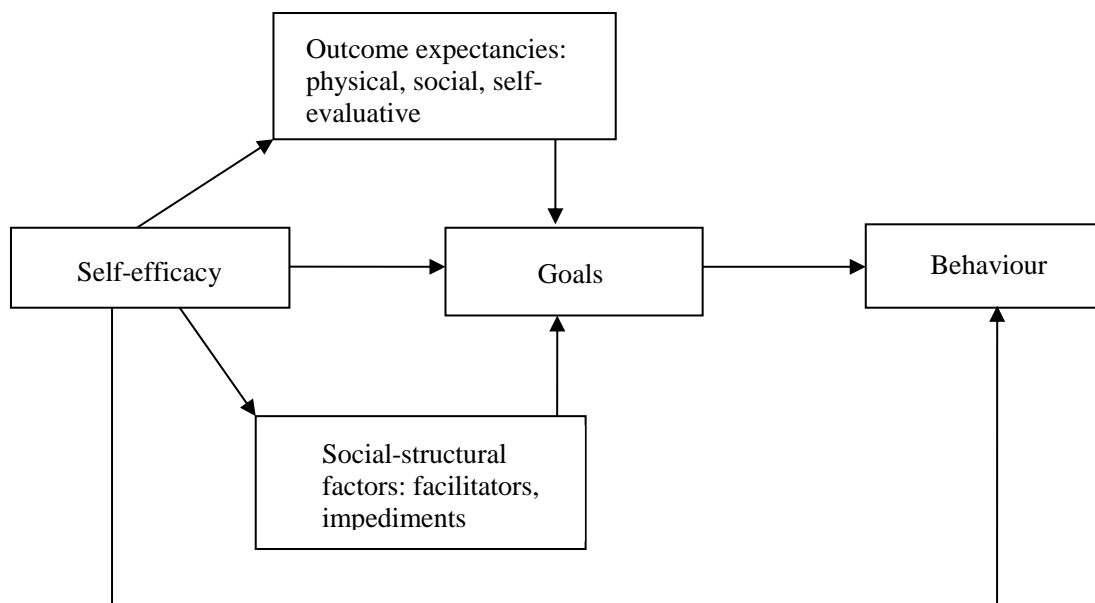 Outcome expectancies:
physical, social, self-
evaluative
Self-efficacy
Goals
Behaviour
Social-structural
factors: facilitators,
impediments